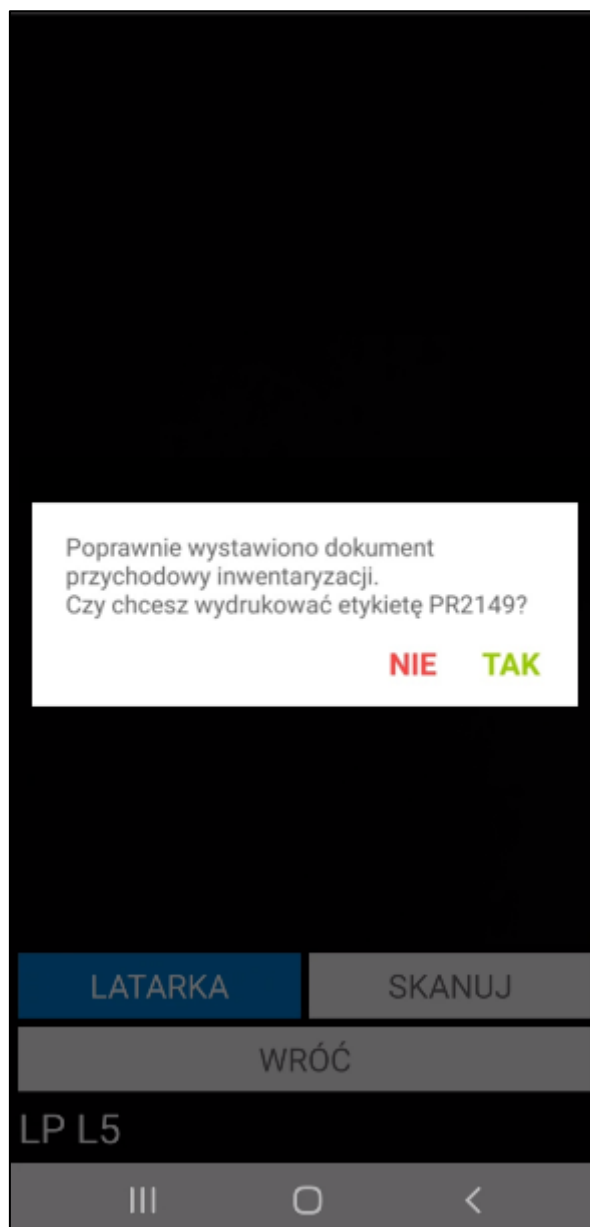 Poprawnie wystawiono dokument
przychodowy inwentaryzacji.
Czy chcesz wydrukować etykietę PR2149?
NIE TAK
LATARKA SKANUJ
WRÓĆ
LP L5